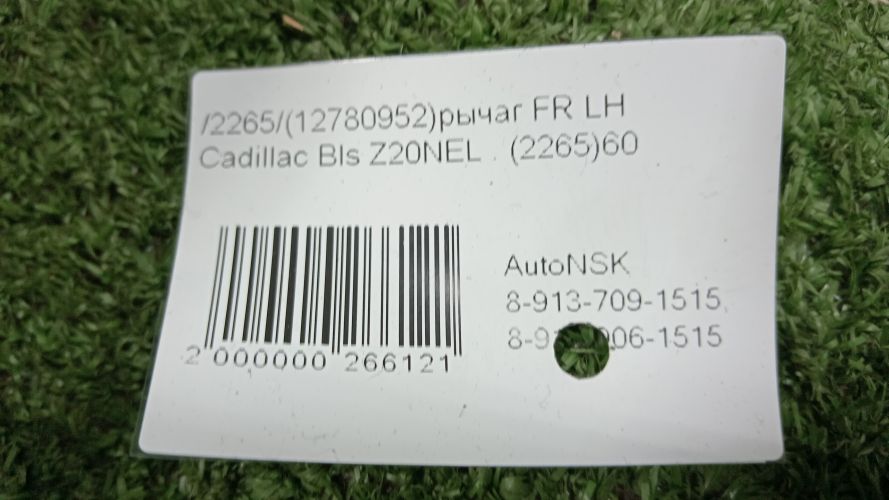 /2265/(12780952)рычаг FR LH
Cadillac Bls Z20NEL . (2265)60
AutoNSK
8-913-709-1515
2 000000 266121